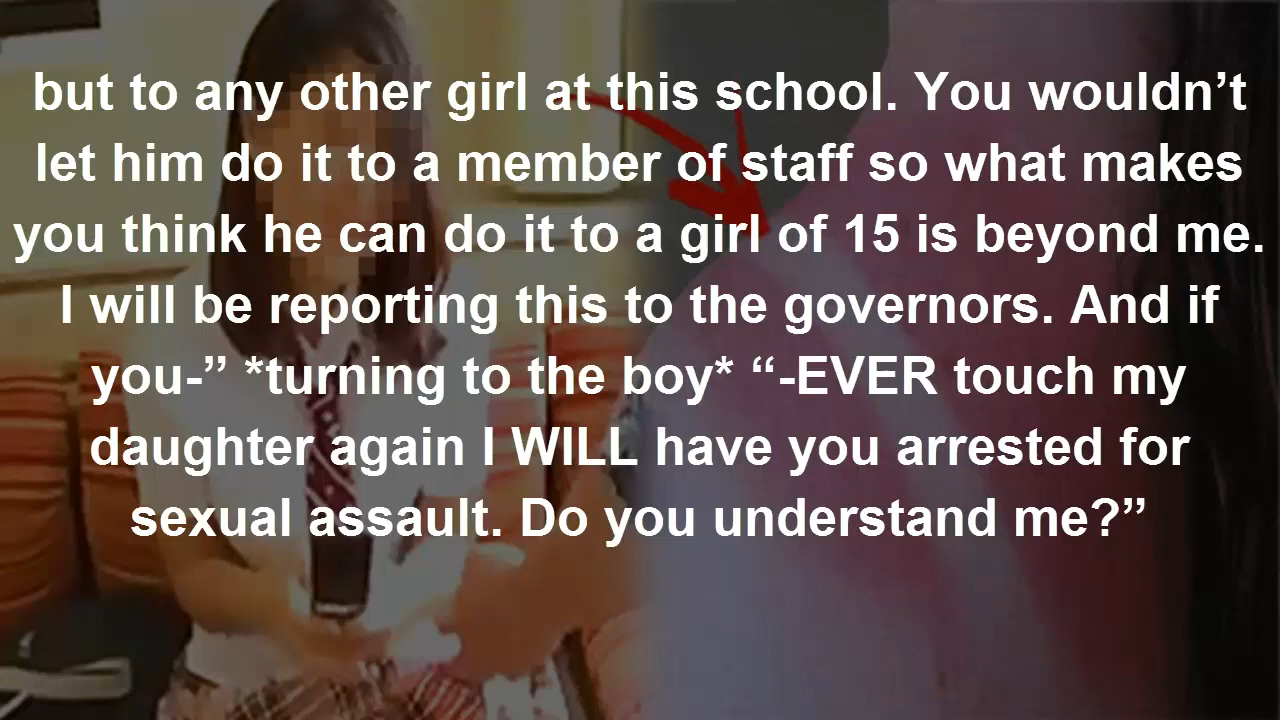 but to any other girl at this school. You wouldn’t
let him do it to a member of staff so what makes
you think he can do it to a girl of 15 is beyond me.
I will be reporting this to the governors. And if
you-” *turning to the boy* “-EVER touch my
daughter again I WILL have you arrested for
sexual assault. Do you understand me?”